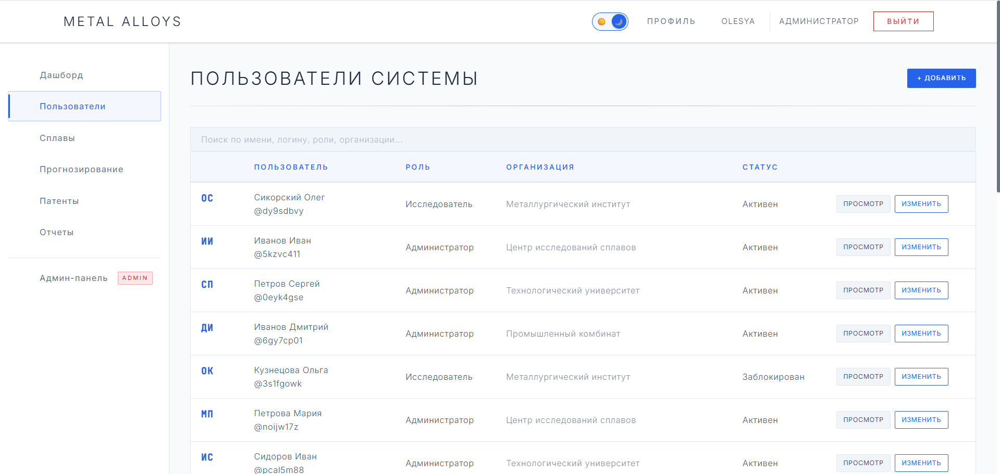 METAL ALLOYS
ПРОФИЛЬ
OLESYA
АДМИНИСТРАТОР
ВЫЙТИ
Дашборд
Пользователи
Сплавы
Прогнозирование
Патенты
Отчеты
Админ-панель ADMIN
ПОЛЬЗОВАТЕЛИ СИСТЕМЫ
+ ДОБАВИТЬ
Поиск по имени, логину, роли, организации...
ПОЛЬЗОВАТЕЛЬ РОЛЬ ОРГАНИЗАЦИЯ СТАТУС
ОС Сикорский Олег
@dy9sdbvy
Исследователь Металлургический институт Активен ПРОСМОТР ИЗМЕНИТЬ
ИИ Иванов Иван
@5kzvc411
Администратор Центр исследований сплавов Активен ПРОСМОТР ИЗМЕНИТЬ
СП Петров Сергей
@0eyk4gse
Администратор Технологический университет Активен ПРОСМОТР ИЗМЕНИТЬ
ДИ Иванов Дмитрий
@6gy7cp01
Администратор Промышленный комбинат Активен ПРОСМОТР ИЗМЕНИТЬ
ОК Кузнецова Ольга
@3s1fgowk
Исследователь Металлургический институт Заблокирован ПРОСМОТР ИЗМЕНИТЬ
МП Петрова Мария
@noijw17z
Администратор Центр исследований сплавов Активен ПРОСМОТР ИЗМЕНИТЬ
ИС Сидоров Иван
@pcal5m88
Администратор Технологический университет Активен ПРОСМОТР ИЗМЕНИТЬ